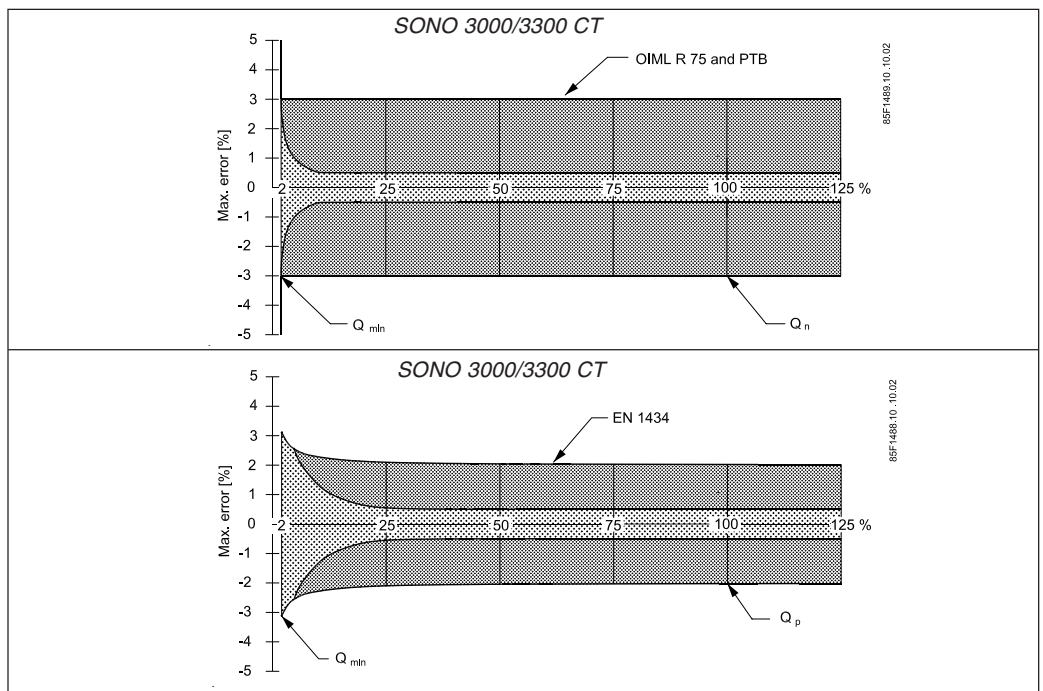 SONO 3000/3300 CT
5
4
3
2
1
0
-1
-2
-3
-4
-5
Max. error [%]
OIML R 75 and PTB
2 25 50 75 100 125 %
Q min
Q n
85F1489.10 .10.02
SONO 3000/3300 CT
5
4
3
2
1
0
-1
-2
-3
-4
-5
Max. error [%]
EN 1434
2 25 50 75 100 125 %
Q min
Q p
85F1488.10 .10.02